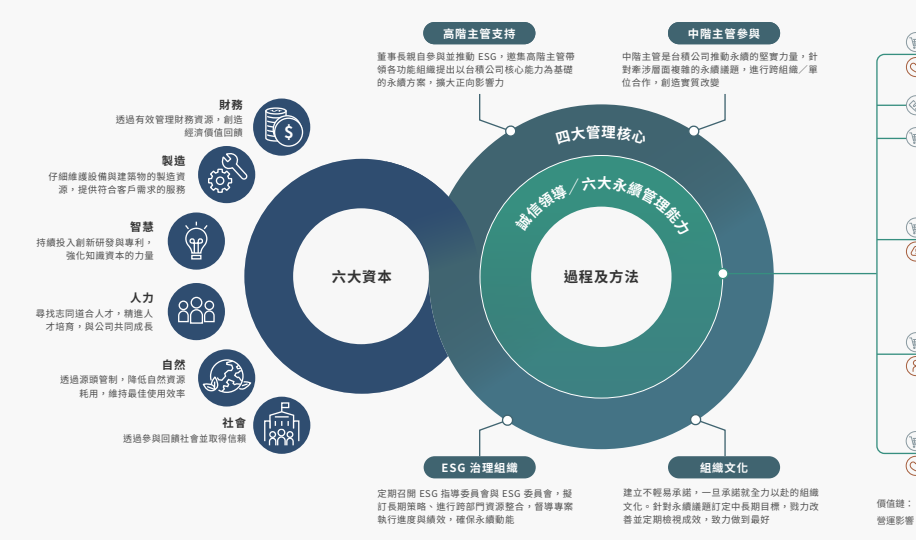 高階主管支持
董事長親自參與並推動 ESG，邀集高階主管帶
領各功能組織提出以台積公司核心能力為基礎
的永續方案，擴大正向影響力
中階主管參與
中階主管是台積公司推動永續的堅實力量，針
對牽涉層面複雜的永續議題，進行跨組織／單
位合作，創造實質改變
財務
透過有效管理財務資源，創造
經濟價值回饋
製造
仔細維護設備與建築物的製造資
源，提供符合客戶需求的服務
智慧
持續投入創新研發與專利，
強化知識資本的力量
人力
尋找志同道合人才，精進人
才培育，與公司共同成長
自然
透過源頭管制，降低自然資源
耗用，維持最佳使用效率
社會
透過參與回饋社會並取得信賴
六大資本
四大管理核心
誠信領導／六大永續管理能力
過程及方法
ESG 治理組織
定期召開 ESG 指導委員會與 ESG 委員會，擬
訂長期策略、進行跨部門資源整合，督導專案
執行進度與績效，確保永續動能
組織文化
建立不輕易承諾，一旦承諾就全力以赴的組織
文化。針對永續議題訂定中長期目標，戮力改
善並定期檢視成效，致力做到最好
價值鏈：
營運影響